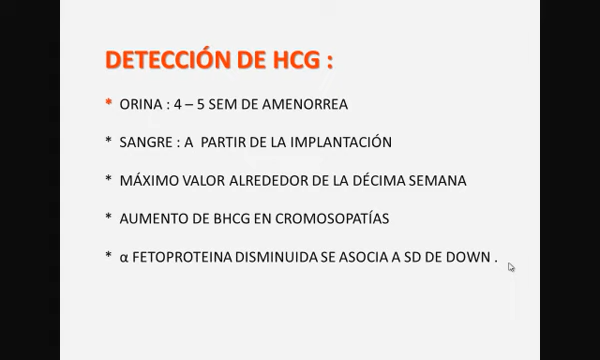 DETECCIÓN DE HCG :
* ORINA : 4 – 5 SEM DE AMENORREA
* SANGRE : A PARTIR DE LA IMPLANTACIÓN
* MÁXIMO VALOR ALREDEDOR DE LA DÉCIMA SEMANA
* AUMENTO DE BHCG EN CROMOSOPATÍAS
* α FETOPROTEINA DISMINUIDA SE ASOCIA A SD DE DOWN .